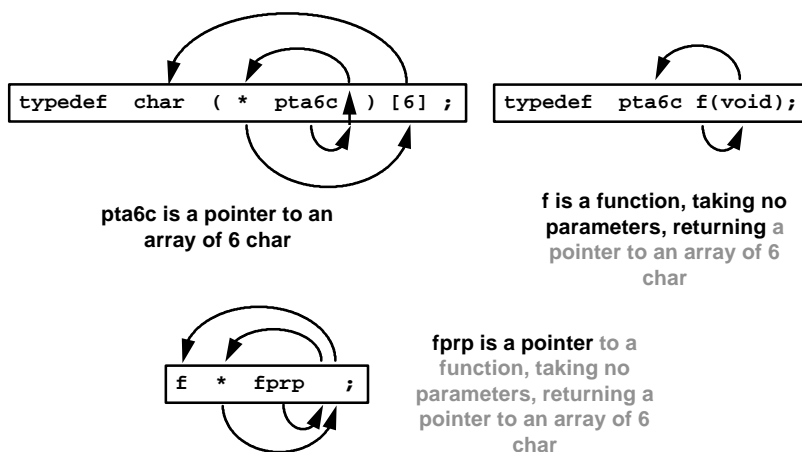 typedef char ( * pta6c ) [6] ;
typedef pta6c f(void);
pta6c is a pointer to an
array of 6 char
f is a function, taking no
parameters, returning a
pointer to an array of 6
char
f * fprp ;
fprp is a pointer to a
function, taking no
parameters, returning a
pointer to an array of 6
char